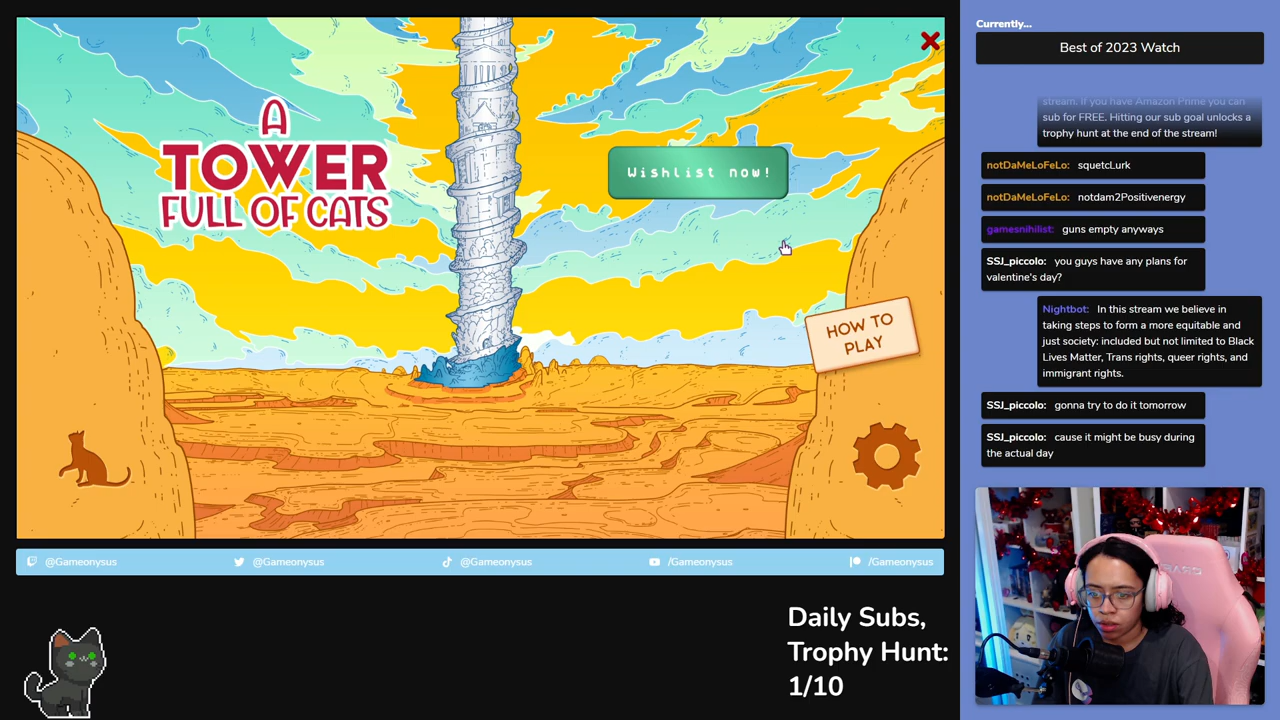 A
TOWER
FULL OF CATS
Wishlist now!
HOW TO
PLAY
@Gameonysus
@Gameonysus
@Gameonysus
/Gameonysus
/Gameonysus
Daily Subs,
Trophy Hunt:
1/10
Currently...
Best of 2023 Watch
stream. If you have Amazon Prime you can
sub for FREE. Hitting our sub goal unlocks a
trophy hunt at the end of the stream!
notDaMeLoFeLo: squetcLurk
notDaMeLoFeLo: notdam2Positivenergy
gamesnihilist: guns empty anyways
SSJ_piccolo: you guys have any plans for
valentine's day?
Nightbot: In this stream we believe in
taking steps to form a more equitable and
just society: included but not limited to Black
Lives Matter, Trans rights, queer rights, and
immigrant rights.
SSJ_piccolo: gonna try to do it tomorrow
SSJ_piccolo: cause it might be busy during
the actual day